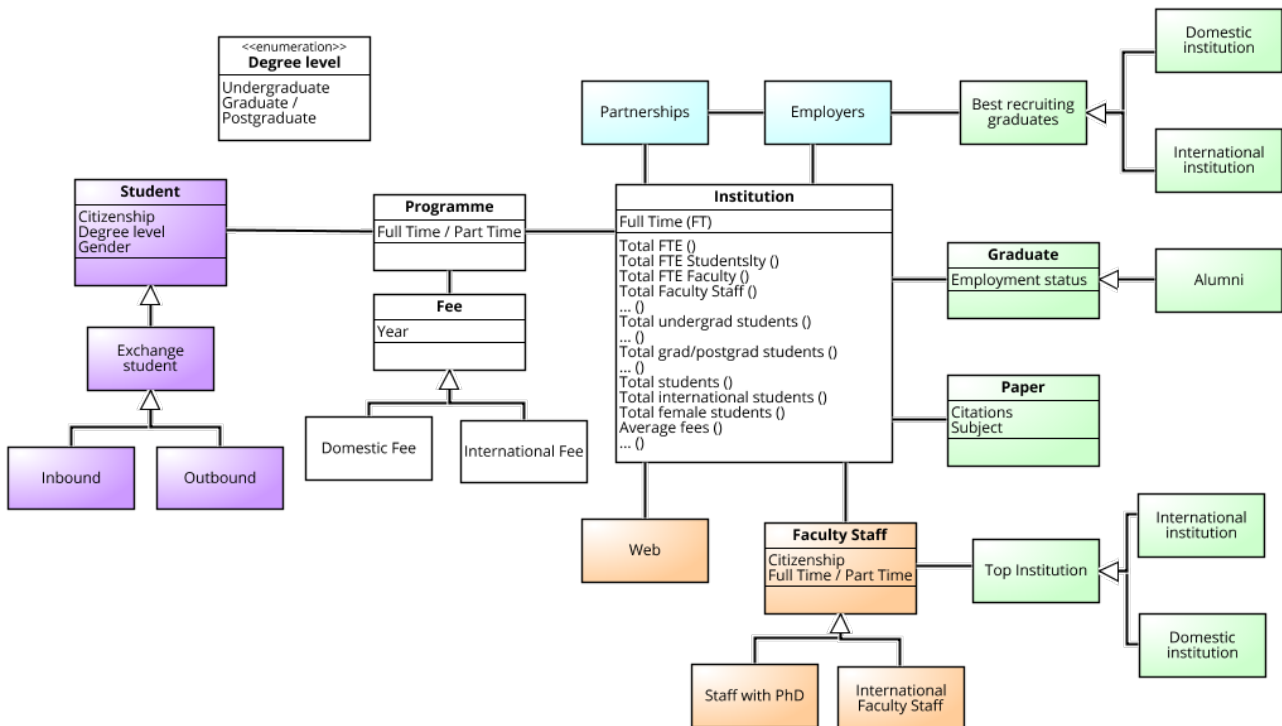 <<enumeration>>
Degree level
Undergraduate
Graduate /
Postgraduate
Partnerships
Employers
Best recruiting
graduates
Domestic
institution
International
institution
Student
Citizenship
Degree level
Gender
Programme
Full Time / Part Time
Institution
Full Time (FT)
Total FTE ()
Total FTE Studentslty ()
Total FTE Faculty ()
Total Faculty Staff ()
... ()
Total undergrad students ()
... ()
Total grad/postgrad students ()
... ()
Total students ()
Total international students ()
Total female students ()
Average fees ()
... ()
Graduate
Employment status
Alumni
Fee
Year
Exchange
student
Paper
Citations
Subject
Domestic Fee
International Fee
Inbound
Outbound
Web
Faculty Staff
Citizenship
Full Time / Part Time
Top Institution
International
institution
Domestic
institution
Staff with PhD
International
Faculty Staff